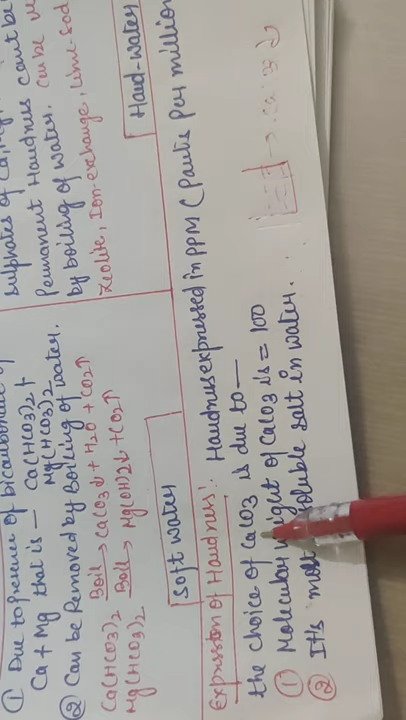 ① Due to presence of bicarbonate of
Ca + Mg that is — Ca(HCO3)2 +
Mg(HCO3)2
② Can be Removed by Boiling of water.
Ca(HCO3)2 Boil→ CaCO3↓ + H2O + CO2↑
Mg(HCO3)2 Boil→ Mg(OH)2↓ + CO2↑
Sulphates of Ca, Mg
Permanent Hardness can't be
by boiling of water. Can be
Zeolite, Ion-exchange, Lime-sod
Soft water
Hard-water
Expression of Hardness: Hardness expressed in PPM (Parts Per million
the choice of CaCO3 is due to —
① Molecular weight of CaCO3 is = 100
② It's most soluble salt in water.